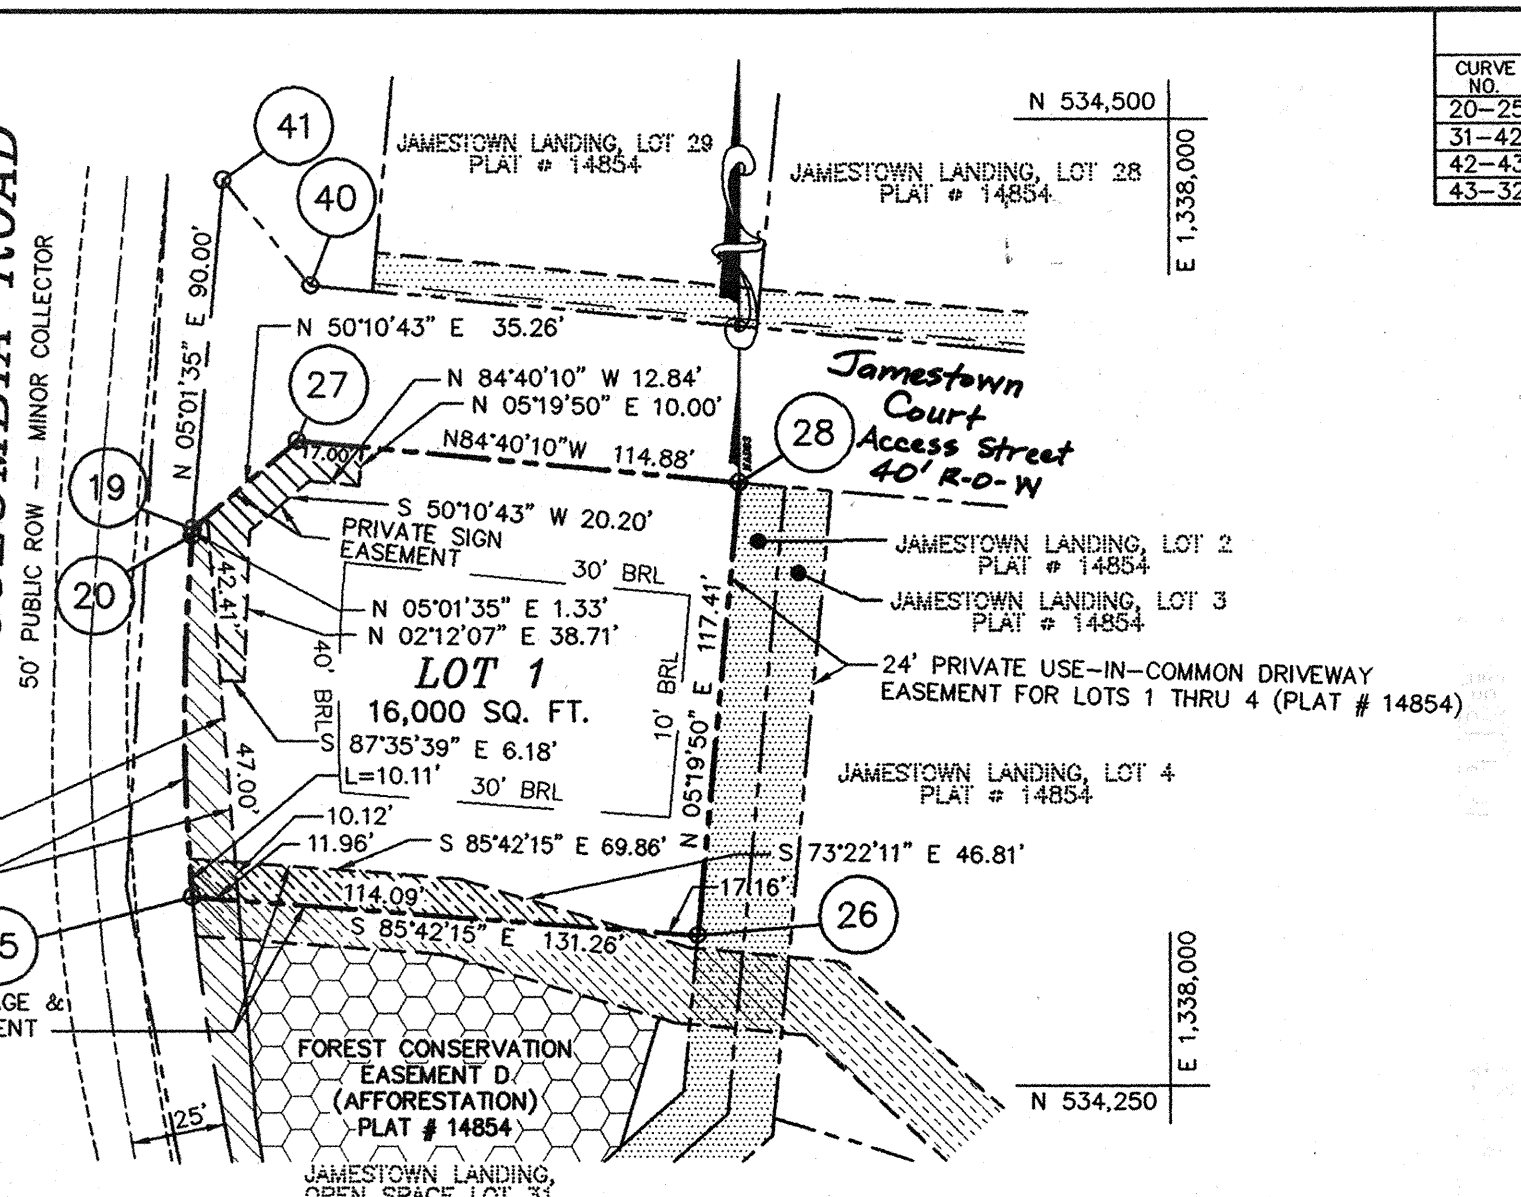 41
40
JAMESTOWN LANDING, LOT 29
PLAT # 14854
JAMESTOWN LANDING, LOT 28
PLAT # 14854
N 534,500
E 1,338,000
CURVE
NO.
20-25
31-42
42-43
43-32
ROAD
50' PUBLIC ROW -- MINOR COLLECTOR
N 05°01'35" E 90.00'
N 50°10'43" E 35.26'
27
N 84°40'10" W 12.84'
N 05°19'50" E 10.00'
17.00'
N84°40'10"W 114.88'
28
Jamestown
Court
Access Street
40' R-O-W
19
S 50°10'43" W 20.20'
PRIVATE SIGN
EASEMENT
30' BRL
20
42.41'
N 05°01'35" E 1.33'
N 02°12'07" E 38.71'
40' BRL
LOT 1
16,000 SQ. FT.
S 87°35'39" E 6.18'
L=10.11'
30' BRL
10' BRL
N 05°19'50" E 117.41'
JAMESTOWN LANDING, LOT 2
PLAT # 14854
JAMESTOWN LANDING, LOT 3
PLAT # 14854
24' PRIVATE USE-IN-COMMON DRIVEWAY
EASEMENT FOR LOTS 1 THRU 4 (PLAT # 14854)
JAMESTOWN LANDING, LOT 4
PLAT # 14854
47.00'
10.12'
11.96'
S 85°42'15" E 69.86'
S 73°22'11" E 46.81'
17.16'
114.09'
S 85°42'15" E 131.26'
26
5
AGE &
ENT
FOREST CONSERVATION
EASEMENT D
(AFFORESTATION)
PLAT # 14854
25'
JAMESTOWN LANDING,
OPEN SPACE LOT 31
E 1,338,000
N 534,250